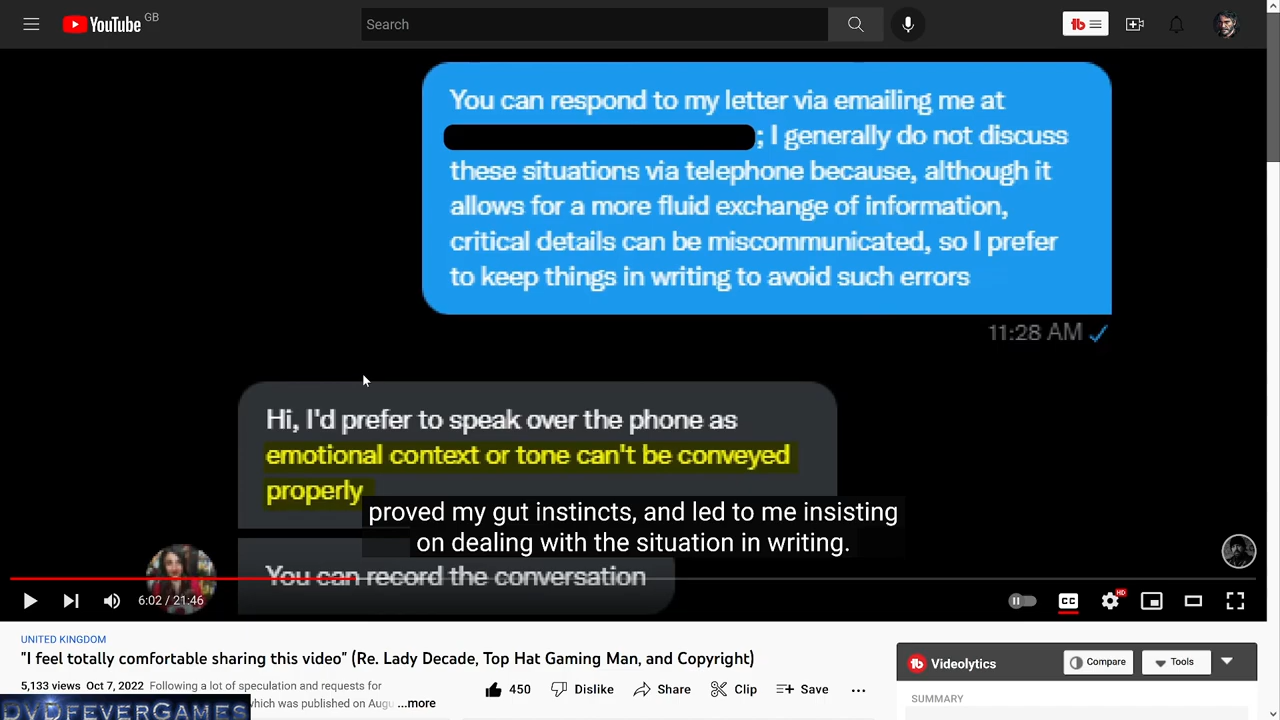 YouTube GB
Search
You can respond to my letter via emailing me at
; I generally do not discuss
these situations via telephone because, although it
allows for a more fluid exchange of information,
critical details can be miscommunicated, so I prefer
to keep things in writing to avoid such errors
11:28 AM
Hi, I'd prefer to speak over the phone as
emotional context or tone can't be conveyed
properly
proved my gut instincts, and led to me insisting
on dealing with the situation in writing.
You can record the conversation
6:02 / 21:46
CC
HD
UNITED KINGDOM
"I feel totally comfortable sharing this video" (Re. Lady Decade, Top Hat Gaming Man, and Copyright)
5,133 views Oct 7, 2022 Following a lot of speculation and requests for
which was published on Augu ...more
450 Dislike Share Clip Save
Videolytics Compare Tools
SUMMARY
DVDFEVERGAMES